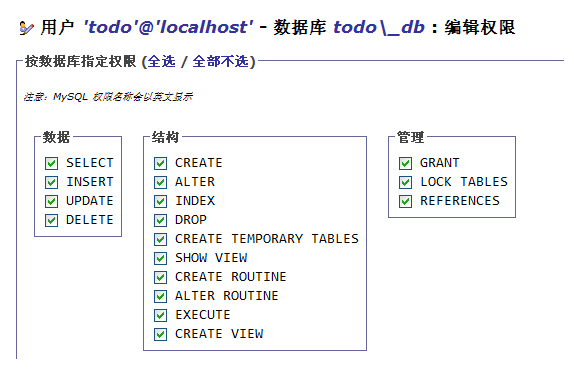 用户 'todo'@'localhost' - 数据库 todo\_db : 编辑权限
按数据库指定权限 (全选 / 全部不选)
注意：MySQL 权限名称会以英文显示
数据
SELECT
INSERT
UPDATE
DELETE
结构
CREATE
ALTER
INDEX
DROP
CREATE TEMPORARY TABLES
SHOW VIEW
CREATE ROUTINE
ALTER ROUTINE
EXECUTE
CREATE VIEW
管理
GRANT
LOCK TABLES
REFERENCES